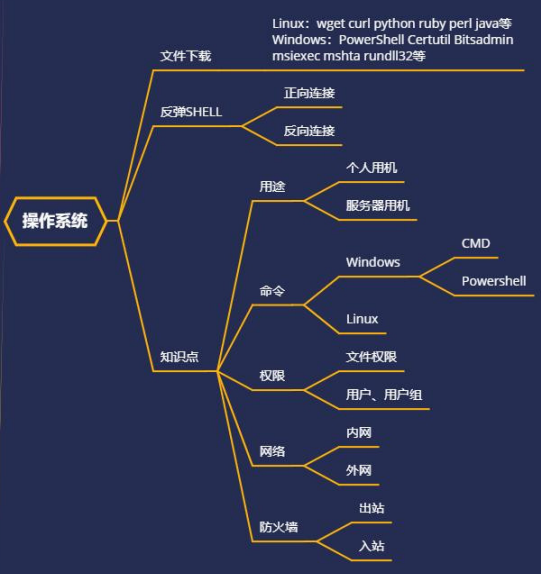 Linux：wget curl python ruby perl java等
Windows：PowerShell Certutil Bitsadmin
msiexec mshta rundll32等
文件下载
正向连接
反弹SHELL
反向连接
个人用机
用途
服务器用机
操作系统
CMD
Windows
Powershell
命令
Linux
知识点
文件权限
权限
用户、用户组
内网
网络
外网
出站
防火墙
入站